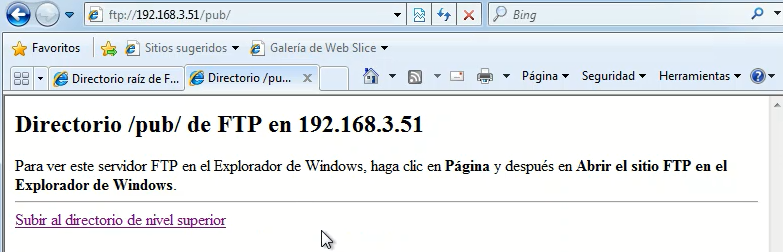 ftp://192.168.3.51/pub/
Bing
Favoritos
Sitios sugeridos
Galería de Web Slice
Directorio raíz de F...
Directorio /pu...
Página
Seguridad
Herramientas
Directorio /pub/ de FTP en 192.168.3.51
Para ver este servidor FTP en el Explorador de Windows, haga clic en Página y después en Abrir el sitio FTP en el
Explorador de Windows.
Subir al directorio de nivel superior